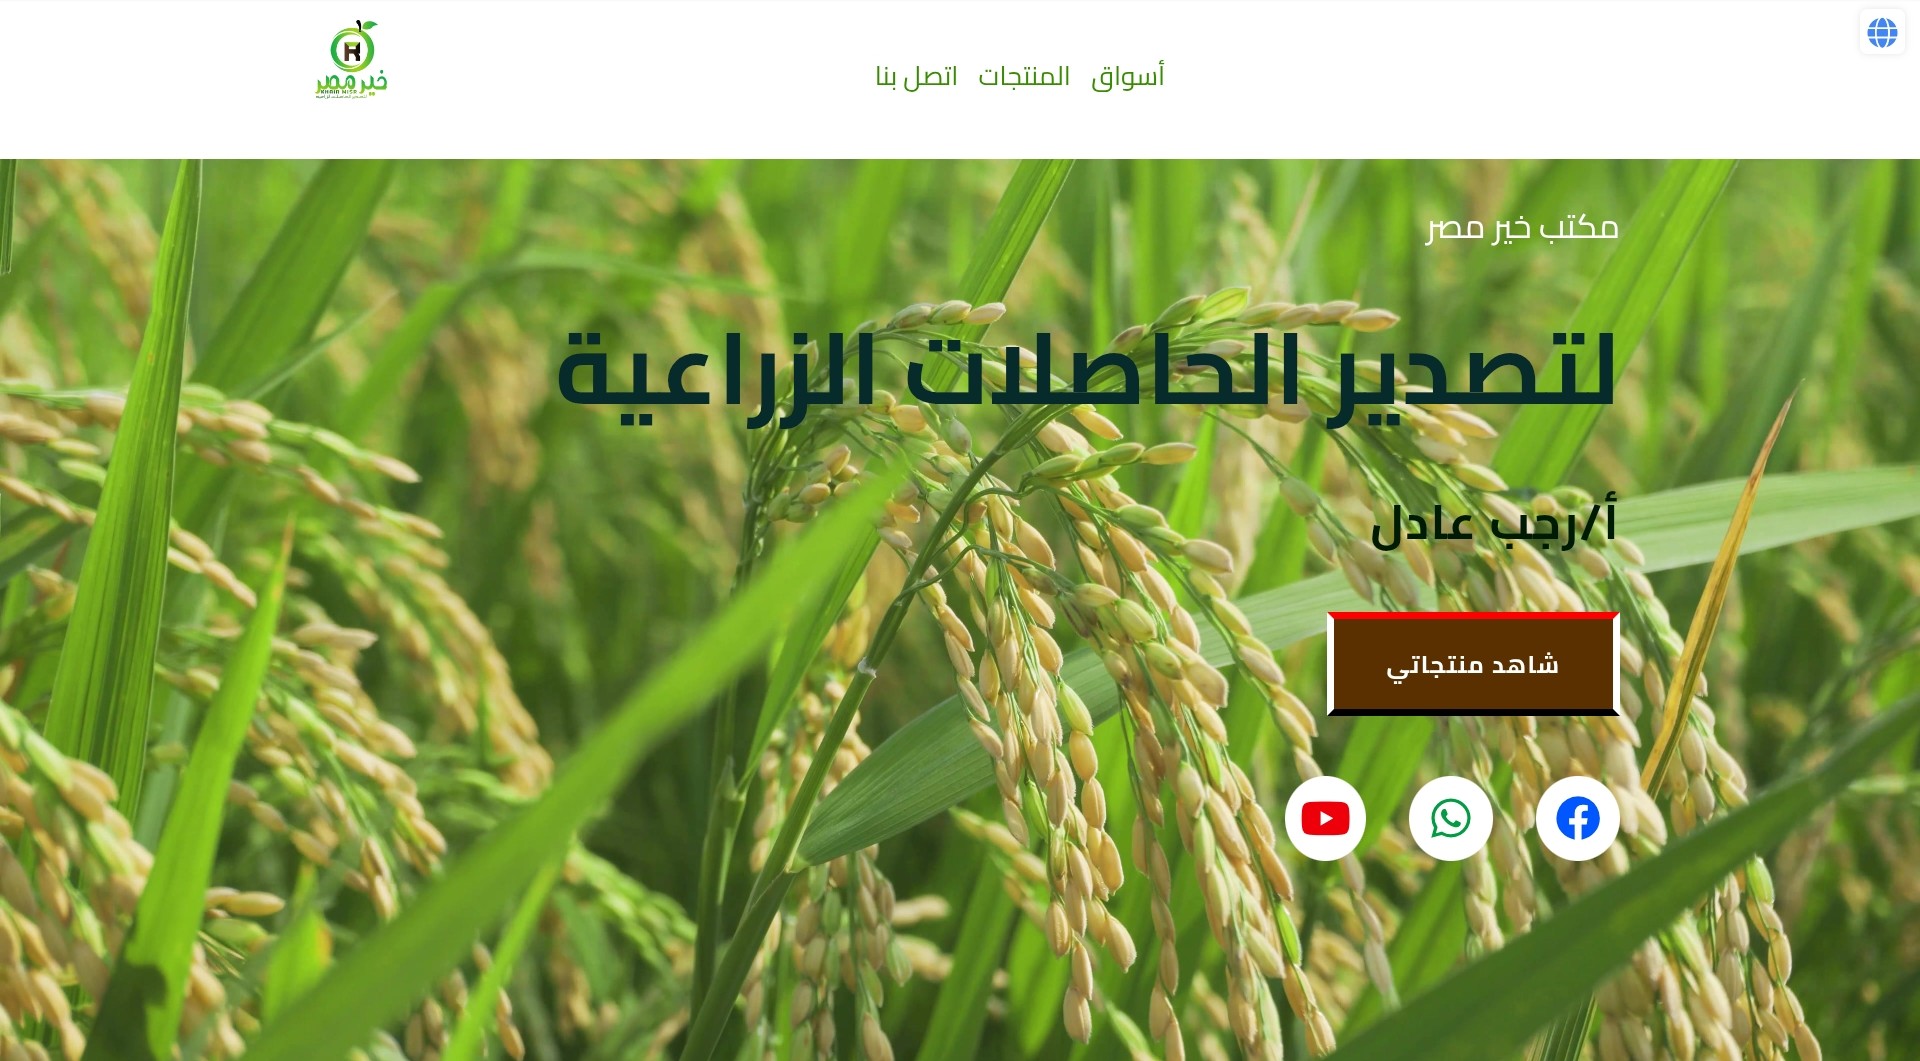 خير مصر
KHAIR MISR
أسواق المنتجات اتصل بنا
مكتب خير مصر
لتصدير الحاصلات الزراعية
أ/رجب عادل
شاهد منتجاتي